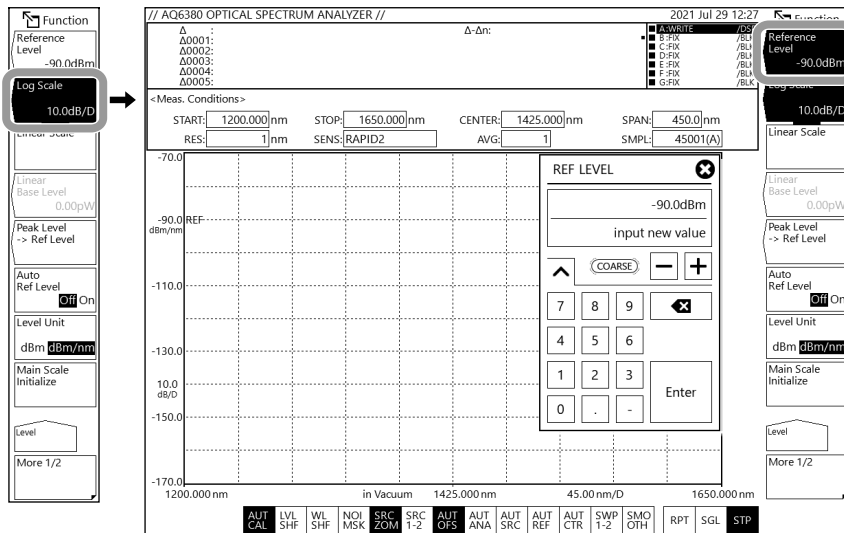 Function
Reference
Level
-90.0dBm
Log Scale
10.0dB/D
Linear Scale
Linear
Base Level
0.00pW
Peak Level
-> Ref Level
Auto
Ref Level
Off On
Level Unit
dBm dBm/nm
Main Scale
Initialize
Level
More 1/2
// AQ6380 OPTICAL SPECTRUM ANALYZER //
2021 Jul 29 12:27
Δ :
Δ0001:
Δ0002:
Δ0003:
Δ0004:
Δ0005:
Δ-Δn:
A:WRITE /DSP
B:FIX /BLK
C:FIX /BLK
D:FIX /BLK
E:FIX /BLK
F:FIX /BLK
G:FIX /BLK
<Meas. Conditions>
START: 1200.000 nm STOP: 1650.000 nm CENTER: 1425.000 nm SPAN: 450.0 nm
RES: 1 nm SENS: RAPID2 AVG: 1 SMPL: 45001(A)
-70.0
-90.0 REF
dBm/nm
-110.0
-130.0
10.0
dB/D
-150.0
-170.0
1200.000 nm in Vacuum 1425.000 nm 45.00 nm/D 1650.000 nm
REF LEVEL
-90.0dBm
input new value
COARSE - +
7 8 9
4 5 6
1 2 3
Enter
0 . -
AUT CAL
LVL SHF
WL SHF
NOI MSK
SRC ZOM
SRC 1-2
AUT OFS
AUT ANA
AUT SRC
AUT REF
AUT CTR
SWP 1-2
SMO OTH
RPT
SGL
STP
Function
Reference
Level
-90.0dBm
Log Scale
10.0dB/D
Linear Scale
Linear
Base Level
0.00pW
Peak Level
-> Ref Level
Auto
Ref Level
Off On
Level Unit
dBm dBm/nm
Main Scale
Initialize
Level
More 1/2